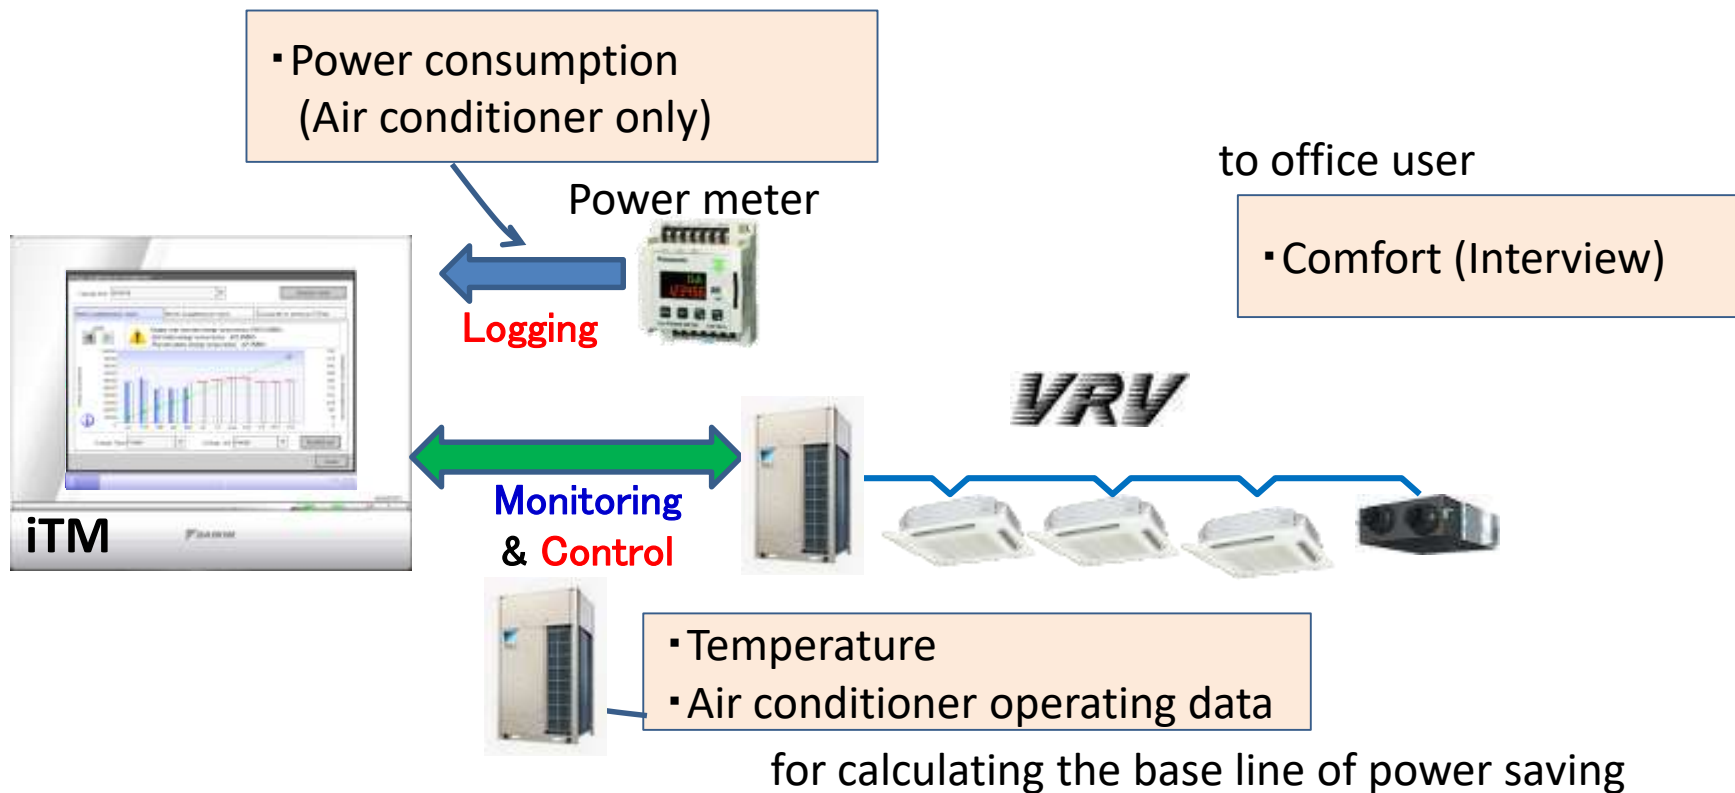 ・Power consumption
(Air conditioner only)
to office user
Power meter
・Comfort (Interview)
Logging
VRV
Monitoring
& Control
iTM
DAIKIN
・Temperature
・Air conditioner operating data
for calculating the base line of power saving